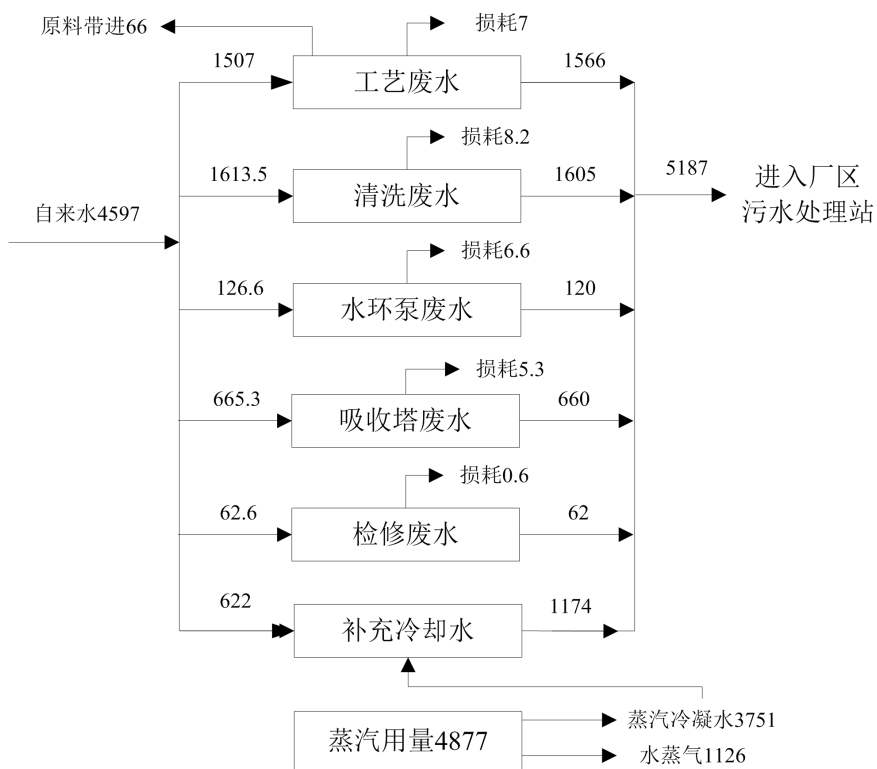 原料带进66
损耗7
1507
工艺废水
1566
损耗8.2
1613.5
清洗废水
1605
5187
进入厂区
污水处理站
自来水4597
损耗6.6
126.6
水环泵废水
120
损耗5.3
665.3
吸收塔废水
660
损耗0.6
62.6
检修废水
62
622
补充冷却水
1174
蒸汽用量4877
蒸汽冷凝水3751
水蒸气1126